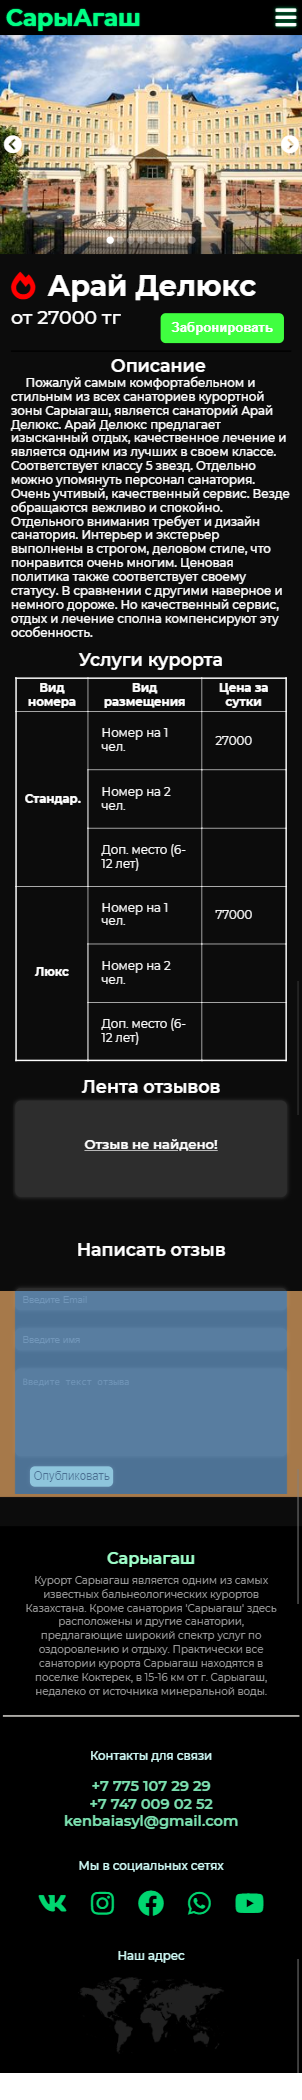 СарыАгаш
Арай Делюкс
от 27000 тг
Забронировать
Описание
Пожалуй самым комфортабельном и
стильным из всех санаториев курортной
зоны Сарыагаш, является санаторий Арай
Делюкс. Арай Делюкс предлагает
изысканный отдых, качественное лечение и
является одним из лучших в своем классе.
Соответствует классу 5 звезд. Отдельно
можно упомянуть персонал санатория.
Очень учтивый, качественный сервис. Везде
обращаются вежливо и спокойно.
Отдельного внимания требует и дизайн
санатория. Интерьер и экстерьер
выполнены в строгом, деловом стиле, что
понравится очень многим. Ценовая
политика также соответствует своему
статусу. В сравнении с другими наверное и
немного дороже. Но качественный сервис,
отдых и лечение сполна компенсируют эту
особенность.
Услуги курорта
Вид номера
Вид размещения
Цена за сутки
Стандар.
Номер на 1 чел.
27000
Номер на 2 чел.
Доп. место (6-12 лет)
Люкс
Номер на 1 чел.
77000
Номер на 2 чел.
Доп. место (6-12 лет)
Лента отзывов
Отзыв не найдено!
Написать отзыв
Введите Email
Введите имя
Введите текст отзыва
Опубликовать
Сарыагаш
Курорт Сарыагаш является одним из самых
известных бальнеологических курортов
Казахстана. Кроме санатория 'Сарыагаш' здесь
расположены и другие санатории,
предлагающие широкий спектр услуг по
оздоровлению и отдыху. Практически все
санатории курорта Сарыагаш находятся в
поселке Коктерек, в 15-16 км от г. Сарыагаш,
недалеко от источника минеральной воды.
Контакты для связи
+7 775 107 29 29
+7 747 009 02 52
kenbaiasyl@gmail.com
Мы в социальных сетях
Наш адрес